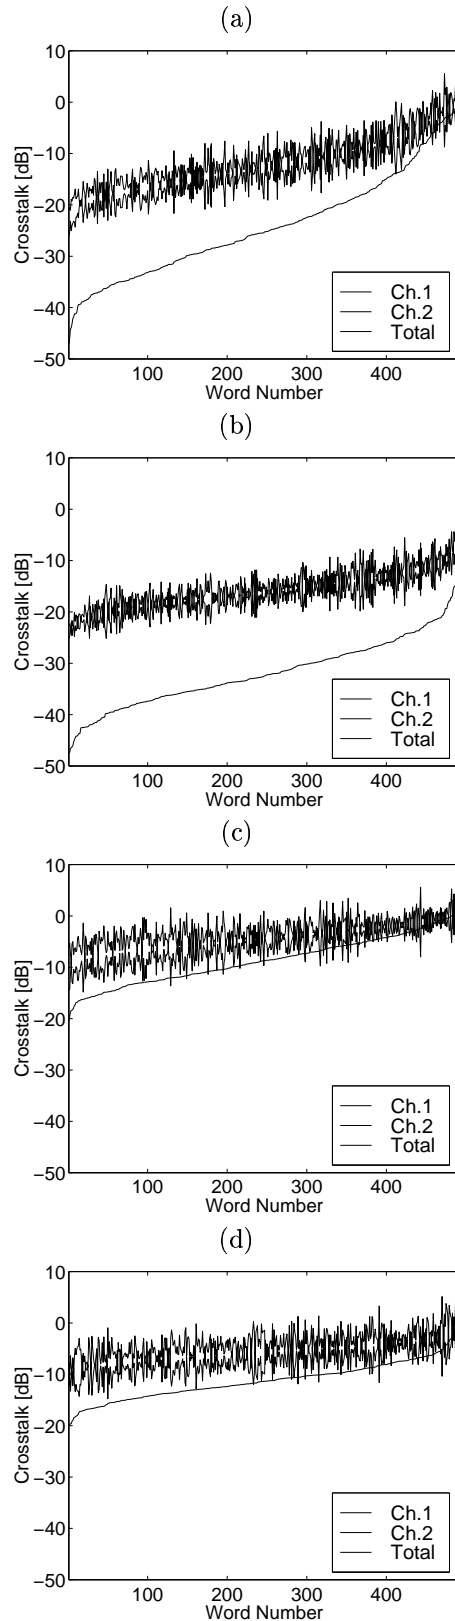 (a)
10
0
−10
−20
−30
−40
−50
Crosstalk [dB]
Ch.1
Ch.2
Total
100 200 300 400
Word Number
(b)
10
0
−10
−20
−30
−40
−50
Crosstalk [dB]
Ch.1
Ch.2
Total
100 200 300 400
Word Number
(c)
10
0
−10
−20
−30
−40
−50
Crosstalk [dB]
Ch.1
Ch.2
Total
100 200 300 400
Word Number
(d)
10
0
−10
−20
−30
−40
−50
Crosstalk [dB]
Ch.1
Ch.2
Total
100 200 300 400
Word Number